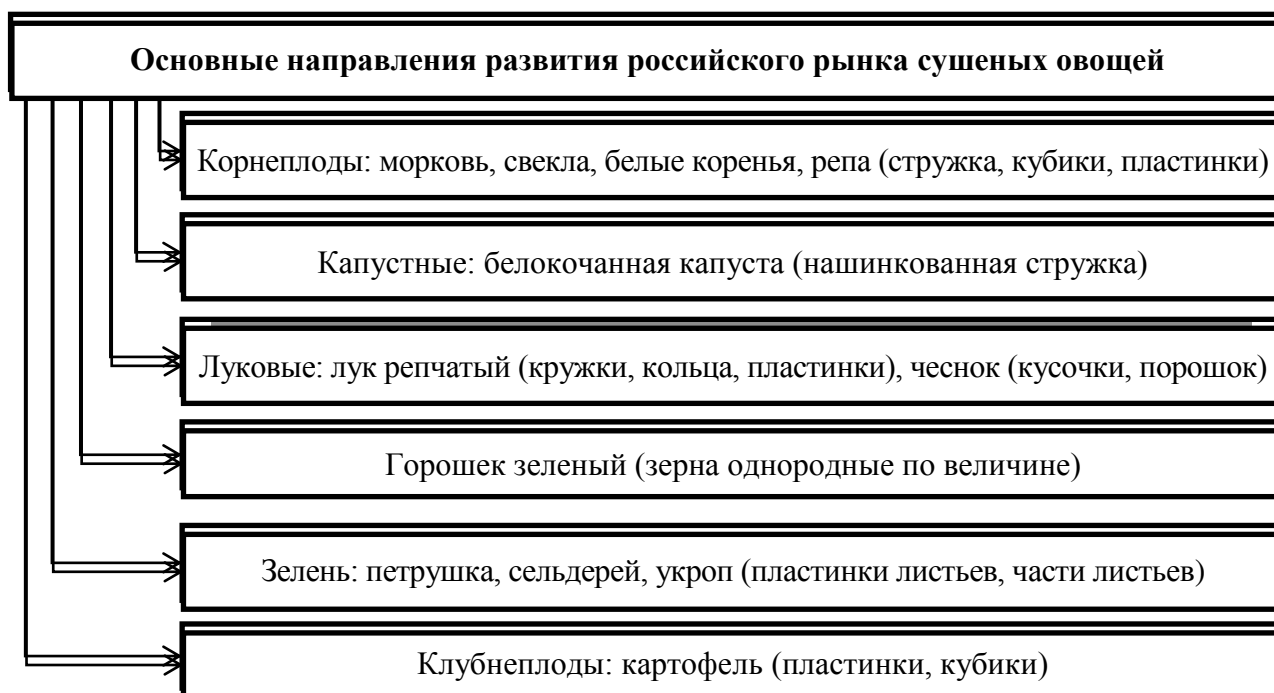 Основные направления развития российского рынка сушеных овощей
Корнеплоды: морковь, свекла, белые коренья, репа (стружка, кубики, пластинки)
Капустные: белокочанная капуста (нашинкованная стружка)
Луковые: лук репчатый (кружки, кольца, пластинки), чеснок (кусочки, порошок)
Горошек зеленый (зерна однородные по величине)
Зелень: петрушка, сельдерей, укроп (пластинки листьев, части листьев)
Клубнеплоды: картофель (пластинки, кубики)